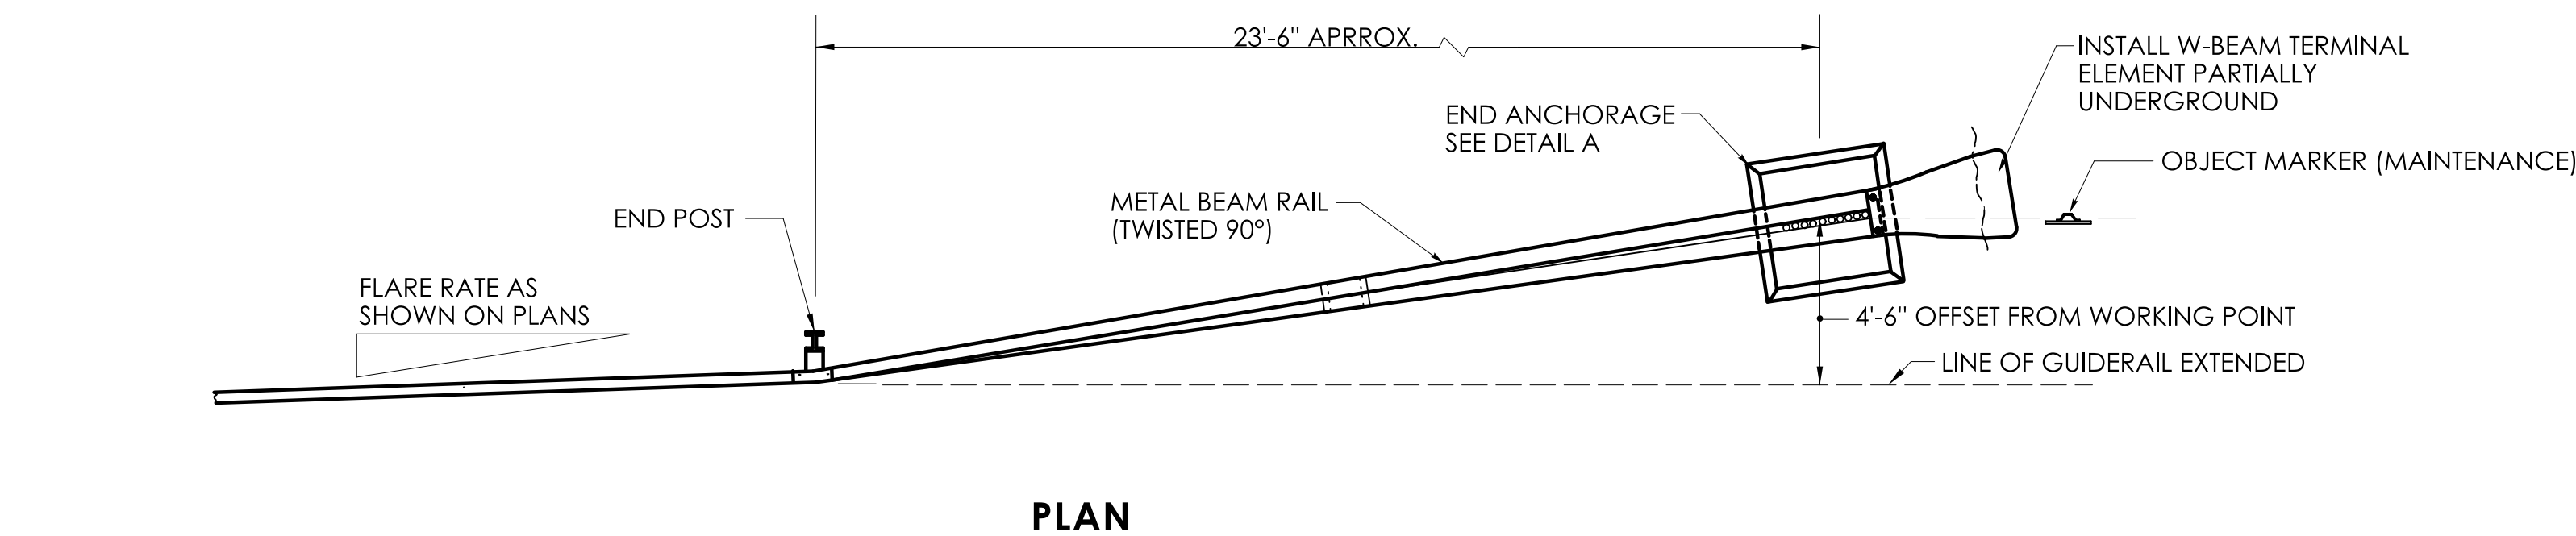 23'-6" APRROX.
INSTALL W-BEAM TERMINAL
ELEMENT PARTIALLY
UNDERGROUND
END ANCHORAGE
SEE DETAIL A
OBJECT MARKER (MAINTENANCE)
METAL BEAM RAIL
(TWISTED 90°)
END POST
FLARE RATE AS
SHOWN ON PLANS
4'-6" OFFSET FROM WORKING POINT
LINE OF GUIDERAIL EXTENDED
PLAN